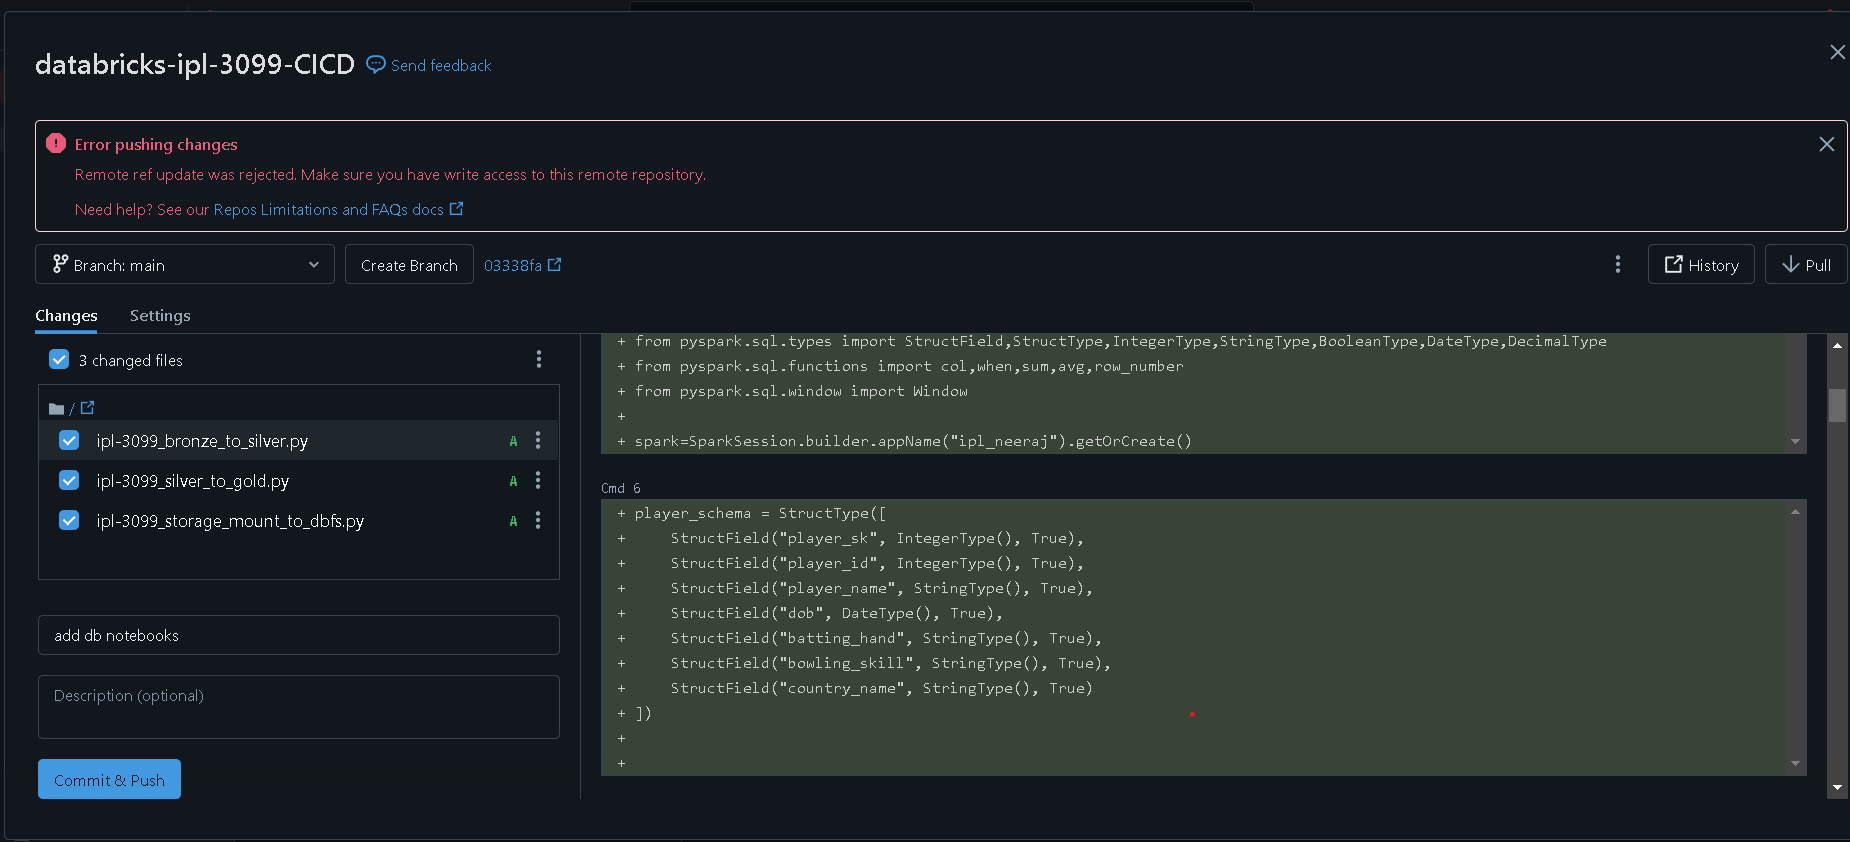 databricks-ipl-3099-CICD Send feedback
Error pushing changes
Remote ref update was rejected. Make sure you have write access to this remote repository.
Need help? See our Repos Limitations and FAQs docs
Branch: main Create Branch 03338fa History Pull
Changes Settings
3 changed files
/
ipl-3099_bronze_to_silver.py A
ipl-3099_silver_to_gold.py A
ipl-3099_storage_mount_to_dbfs.py A
add db notebooks
Description (optional)
Commit & Push
+ from pyspark.sql.types import StructField,StructType,IntegerType,StringType,BooleanType,DateType,DecimalType
+ from pyspark.sql.functions import col,when,sum,avg,row_number
+ from pyspark.sql.window import Window
+
+ spark=SparkSession.builder.appName("ipl_neeraj").getOrCreate()
Cmd 6
+ player_schema = StructType([
+     StructField("player_sk", IntegerType(), True),
+     StructField("player_id", IntegerType(), True),
+     StructField("player_name", StringType(), True),
+     StructField("dob", DateType(), True),
+     StructField("batting_hand", StringType(), True),
+     StructField("bowling_skill", StringType(), True),
+     StructField("country_name", StringType(), True)
+ ])
+
+